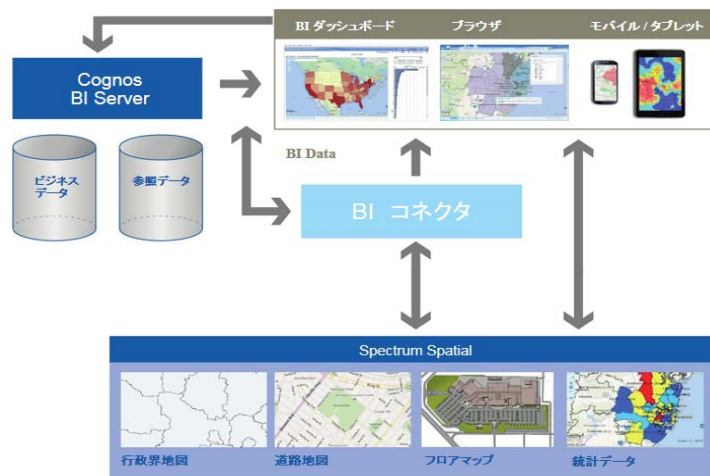 BI ダッシュボード
ブラウザ
モバイル / タブレット
Cognos
BI Server
ビジネス
データ
参照データ
BI Data
BI コネクタ
Spectrum Spatial
行政界地図
道路地図
フロアマップ
統計データ